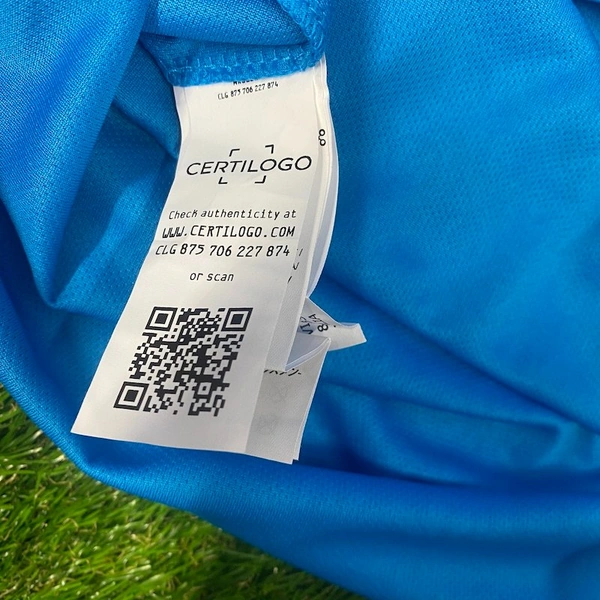 CLG 875 706 227 874
CERTILOGO
Check authenticity at
WWW.CERTILOGO.COM
CLG 875 706 227 874
or scan